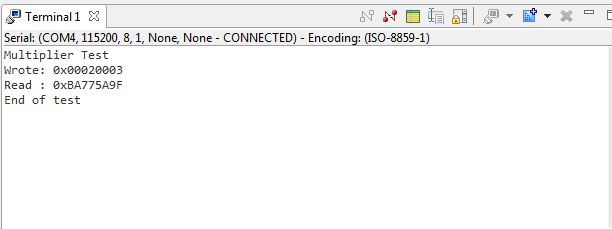 Terminal 1
Serial: (COM4, 115200, 8, 1, None, None - CONNECTED) - Encoding: (ISO-8859-1)
Multiplier Test
Wrote: 0x00020003
Read : 0xBA775A9F
End of test